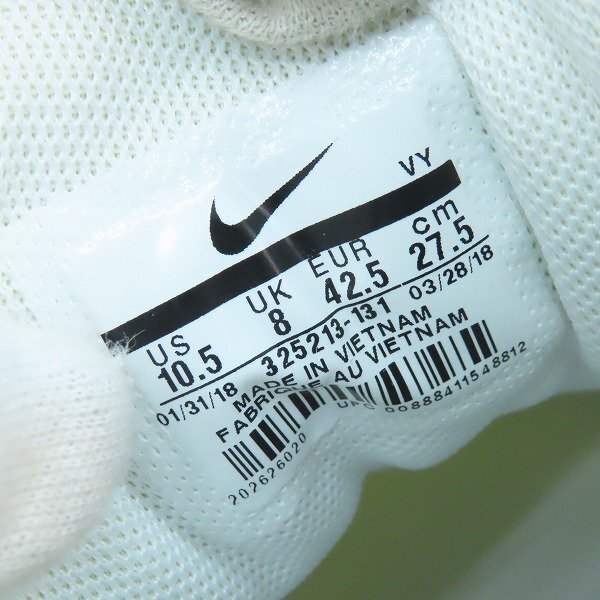 VY
US UK EUR cm
10.5 8 42.5 27.5
01/31/18 325213-131 03/28/18
MADE IN VIETNAM
FABRIQUE AU VIETNAM
UPC 00888411548812
202626020